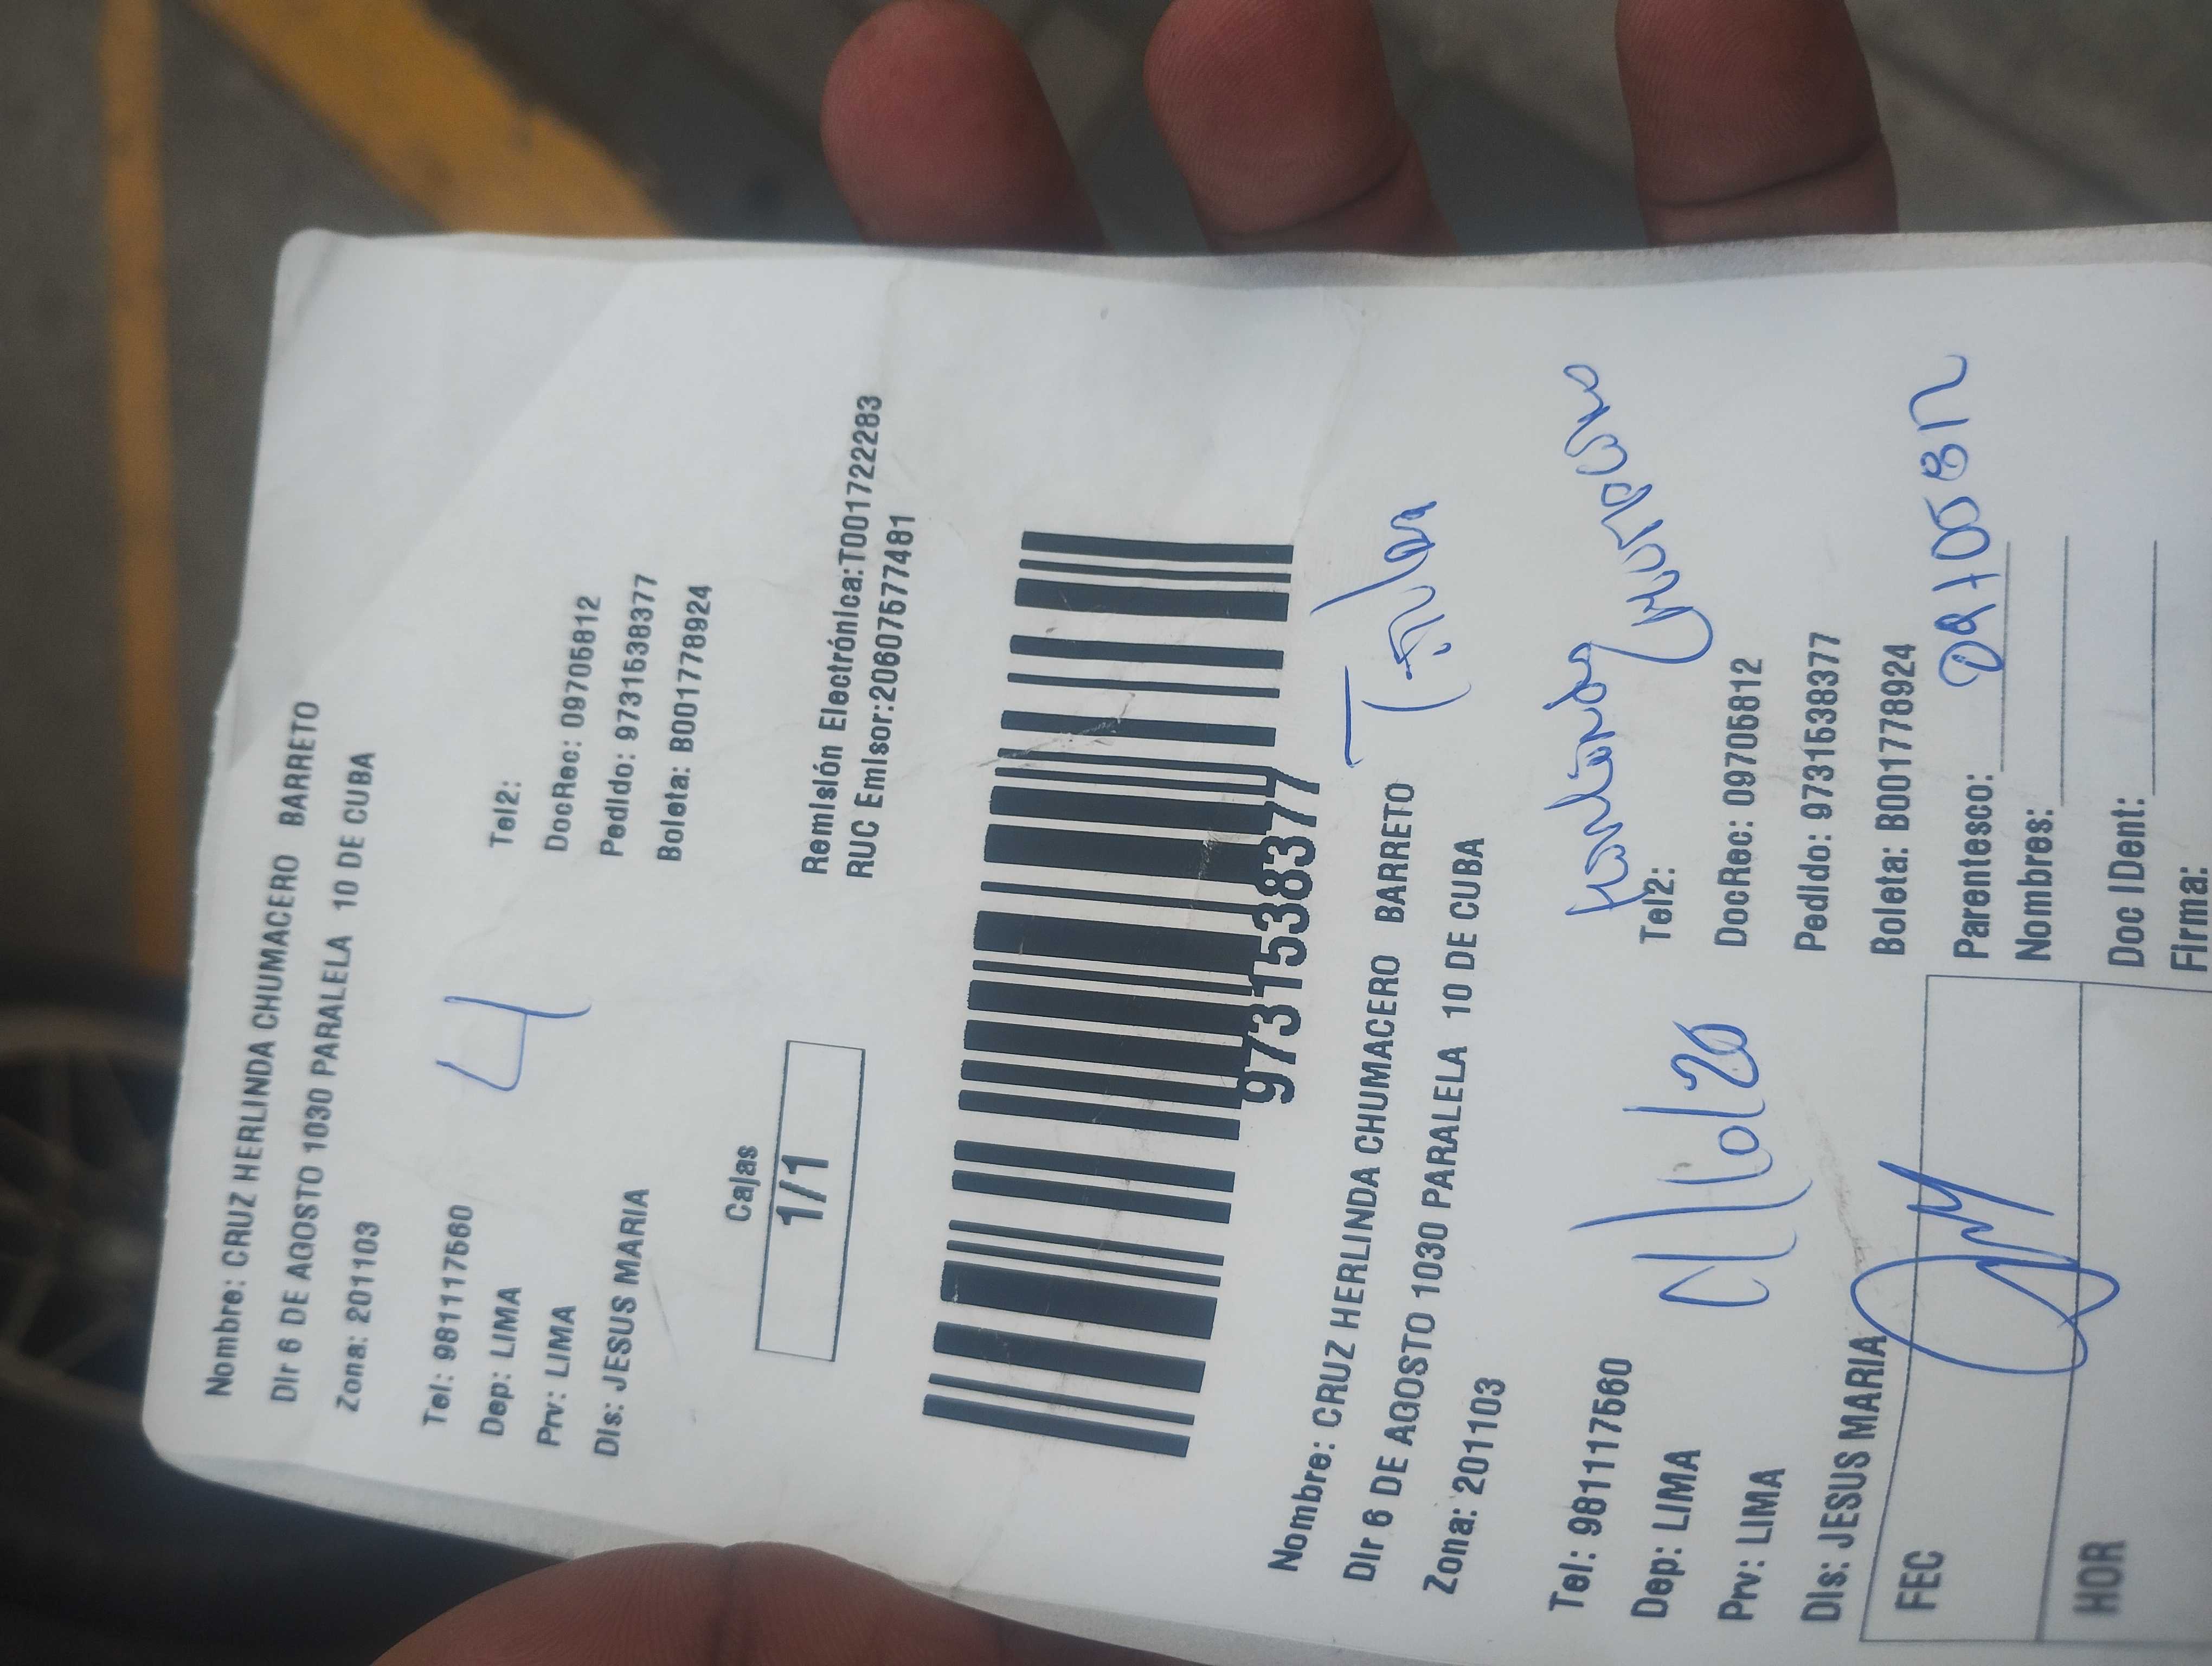 Nombre: CRUZ HERLINDA CHUMACERO BARRETO
Dir 6 DE AGOSTO 1030 PARALELA 10 DE CUBA
Zona: 201103
4
Tel: 981117560
Tel2:
Dep: LIMA
DocRec: 09705812
Prv: LIMA
Pedido: 9731538377
Dis: JESUS MARIA
Boleta: B001778924
Cajas
1/1
Remisión Electrónica:T001722283
RUC Emisor:20607577481
9731538377
Nombre: CRUZ HERLINDA CHUMACERO BARRETO
Dir 6 DE AGOSTO 1030 PARALELA 10 DE CUBA
Zona: 201103
Tel: 981117560
Tel2:
Dep: LIMA
DocRec: 09705812
Prv: LIMA
Pedido: 9731538377
Dis: JESUS MARIA
Boleta: B001778924
FEC
Parentesco:
Nombres:
HOR
Doc IDent:
Firma: